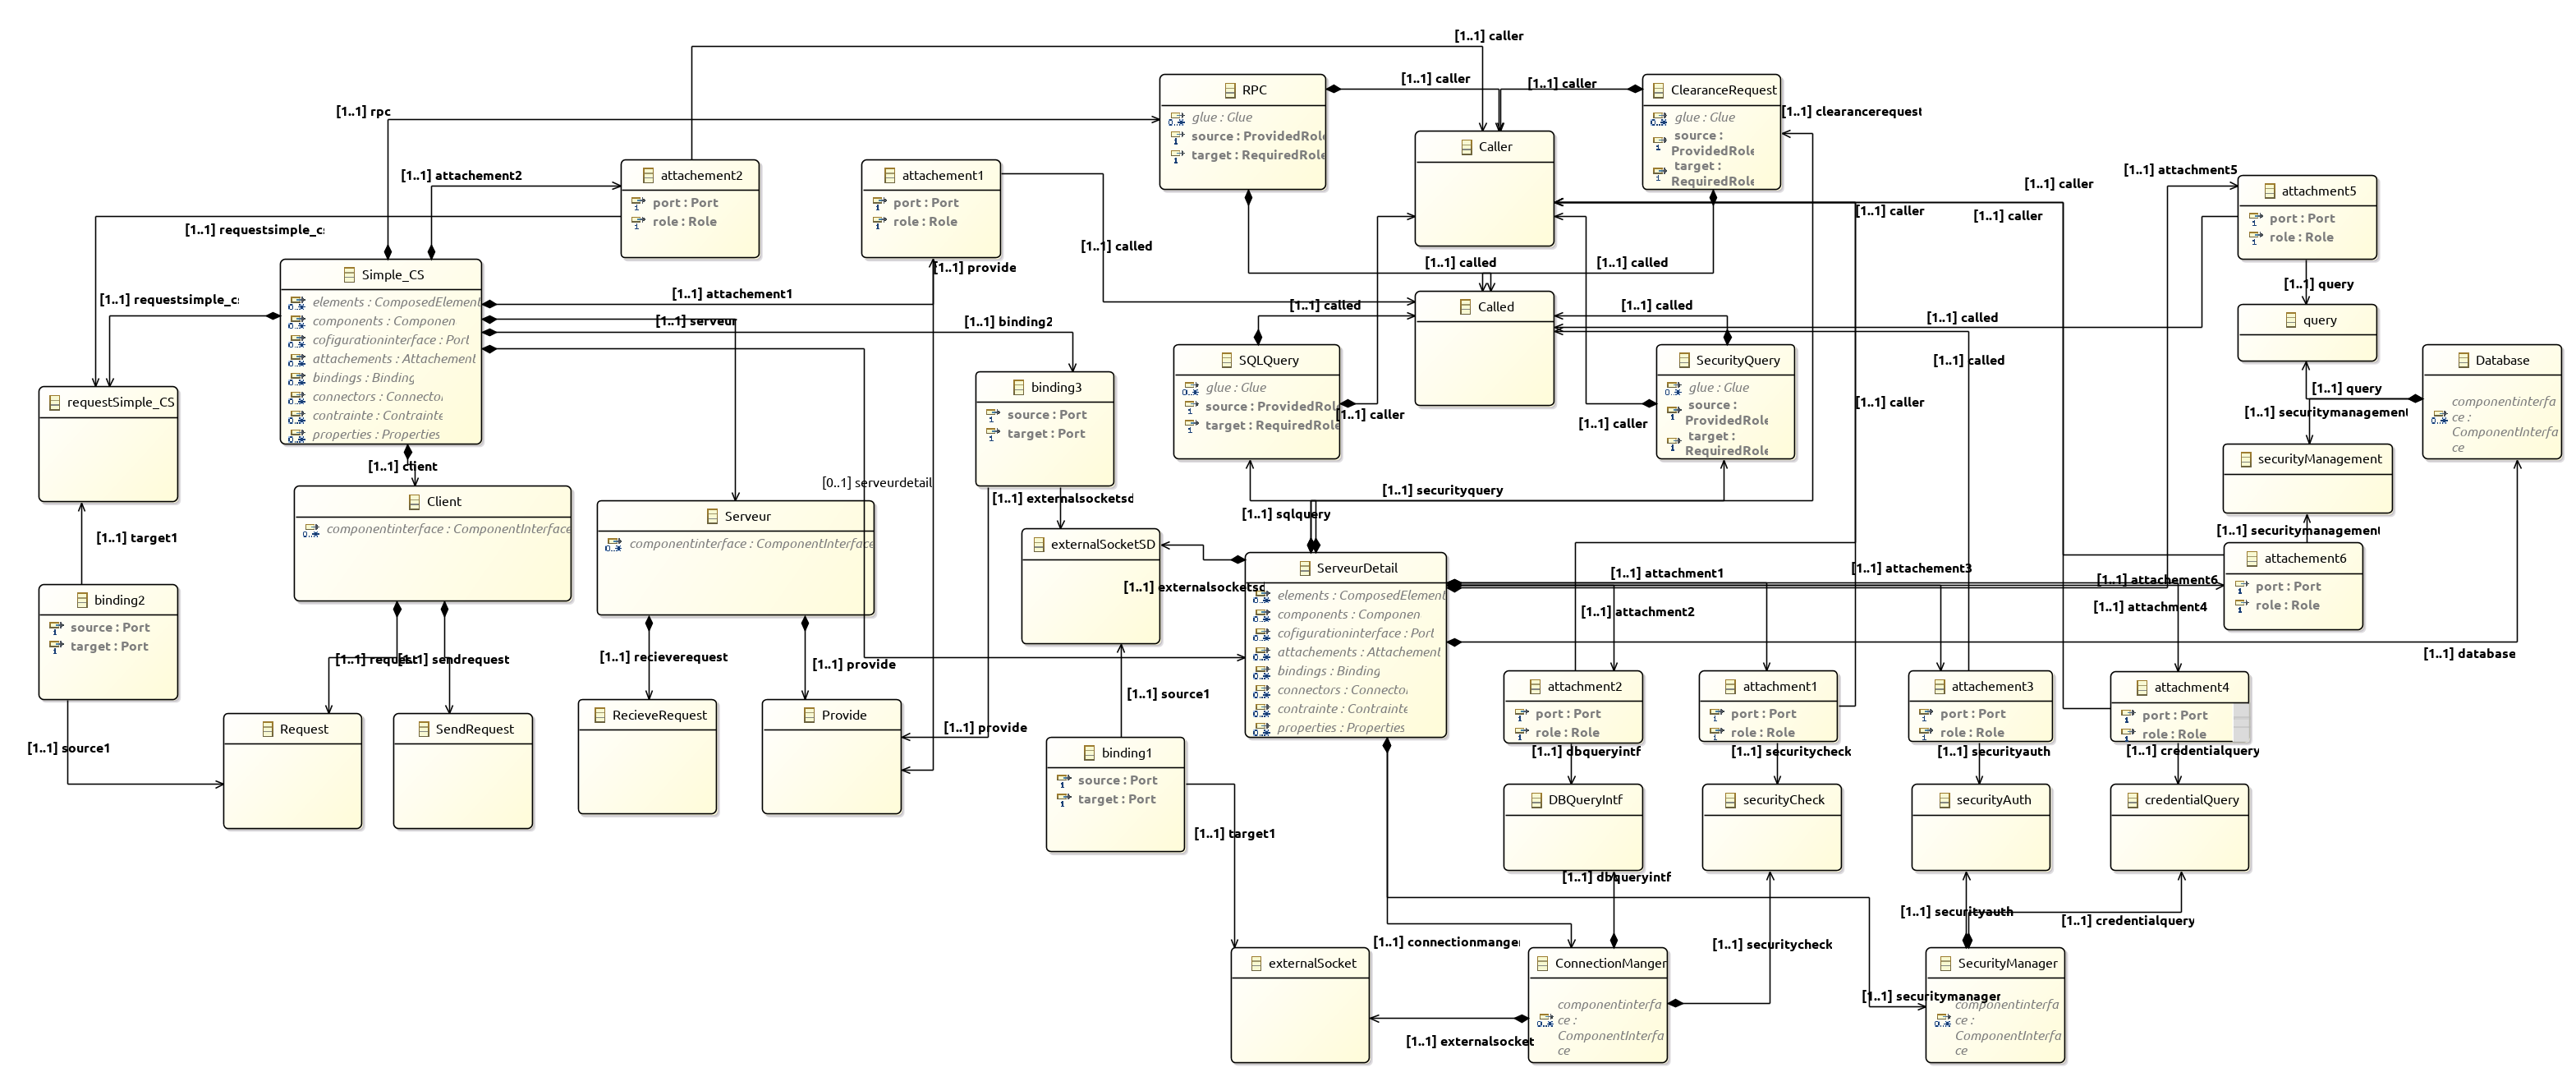 [1..1] caller
[1..1] caller
[1..1] caller
RPC
glue : Glue
source : ProvidedRole
target : RequiredRole
ClearanceRequest
glue : Glue
source :
ProvidedRole
target :
RequiredRole
[1..1] clearancerequest
[1..1] rpc
Caller
[1..1] attachement2
attachement2
port : Port
role : Role
attachement1
port : Port
role : Role
[1..1] attachment5
[1..1] caller
attachment5
port : Port
role : Role
[1..1] caller
[1..1] caller
[1..1] requestsimple_c
[1..1] called
[1..1] called
[1..1] called
[1..1] provide
Simple_CS
elements : ComposedElement
components : Componen
cofigurationinterface : Port
attachements : Attachement
bindings : Binding
connectors : Connector
contrainte : Contrainte
properties : Properties
[1..1] requestsimple_c
[1..1] attachement1
[1..1] serveur
[1..1] binding2
[1..1] called
Called
[1..1] called
[1..1] called
[1..1] query
query
[1..1] called
SQLQuery
glue : Glue
source : ProvidedRole
target : RequiredRole
SecurityQuery
glue : Glue
source :
ProvidedRole
target :
RequiredRole
Database
componentinterfa
ce :
ComponentInterfa
ce
[1..1] query
[1..1] securitymanagement
[1..1] caller
[1..1] caller
[1..1] caller
requestSimple_CS
binding3
source : Port
target : Port
securityManagement
[1..1] client
[0..1] serveurdetail
[1..1] externalsocketsd
[1..1] securityquery
[1..1] sqlquery
Client
componentinterface : ComponentInterface
Serveur
componentinterface : ComponentInterface
[1..1] target1
externalSocketSD
[1..1] securitymanagement
attachement6
port : Port
role : Role
[1..1] externalsocketsd
ServeurDetail
elements : ComposedElement
components : Componen
cofigurationinterface : Port
attachements : Attachement
bindings : Binding
connectors : Connector
contrainte : Contrainte
properties : Properties
[1..1] attachment1
[1..1] attachement3
[1..1] attachement6
[1..1] attachment2
[1..1] attachment4
binding2
source : Port
target : Port
[1..1] request
[1..1] sendrequest
[1..1] recieverequest
[1..1] provide
[1..1] database
[1..1] source1
attachment2
port : Port
role : Role
attachment1
port : Port
role : Role
attachement3
port : Port
role : Role
attachment4
port : Port
role : Role
Request
SendRequest
RecieveRequest
Provide
[1..1] provide
[1..1] source1
[1..1] dbqueryintf
[1..1] securitycheck
[1..1] securityauth
[1..1] credentialquery
binding1
source : Port
target : Port
DBQueryIntf
securityCheck
securityAuth
credentialQuery
[1..1] target1
[1..1] dbqueryintf
[1..1] securityauth
[1..1] credentialquery
[1..1] connectionmanger
[1..1] securitycheck
externalSocket
ConnectionManger
componentinterfa
ce :
ComponentInterfa
ce
SecurityManager
componentinterfa
ce :
ComponentInterfa
ce
[1..1] securitymanager
[1..1] externalsocket